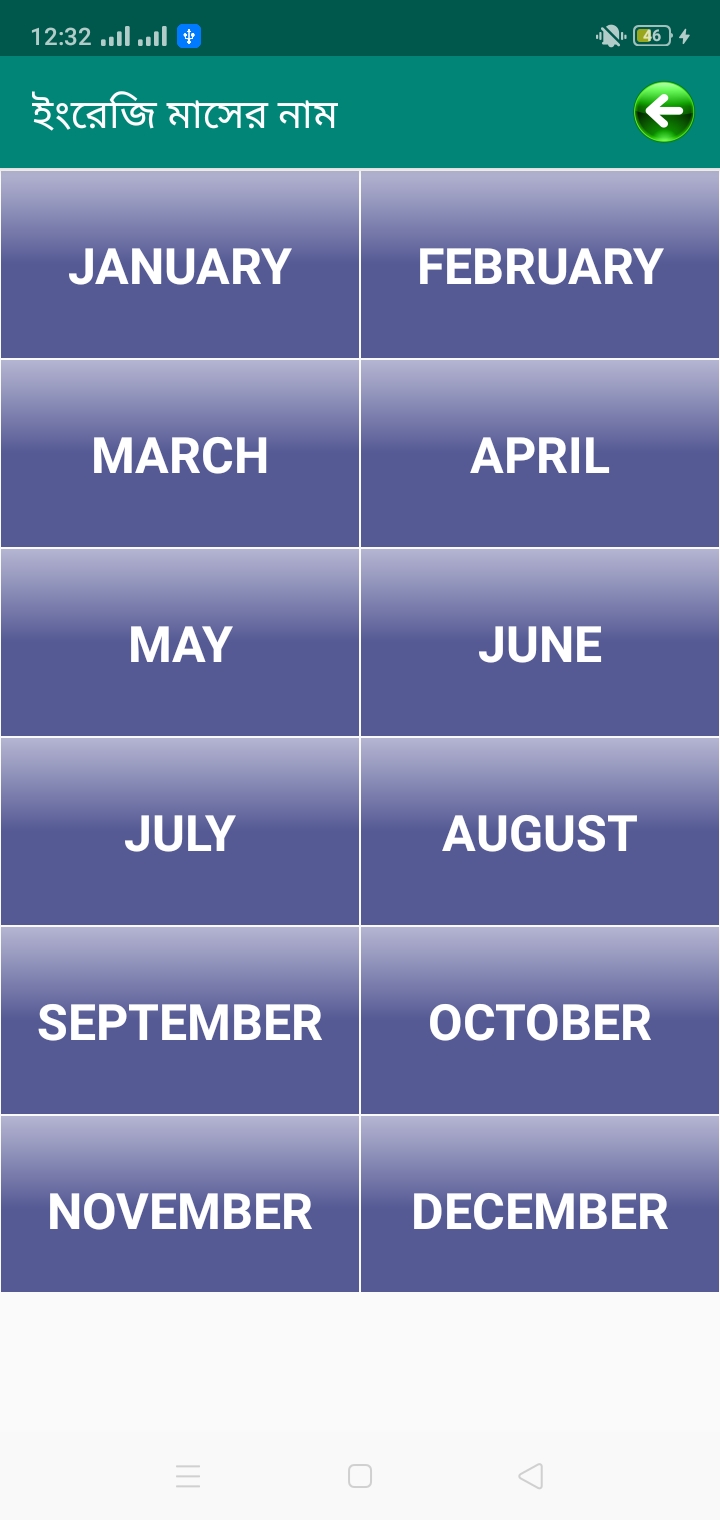 12:32
46
ইংরেজি মাসের নাম
JANUARY
FEBRUARY
MARCH
APRIL
MAY
JUNE
JULY
AUGUST
SEPTEMBER
OCTOBER
NOVEMBER
DECEMBER